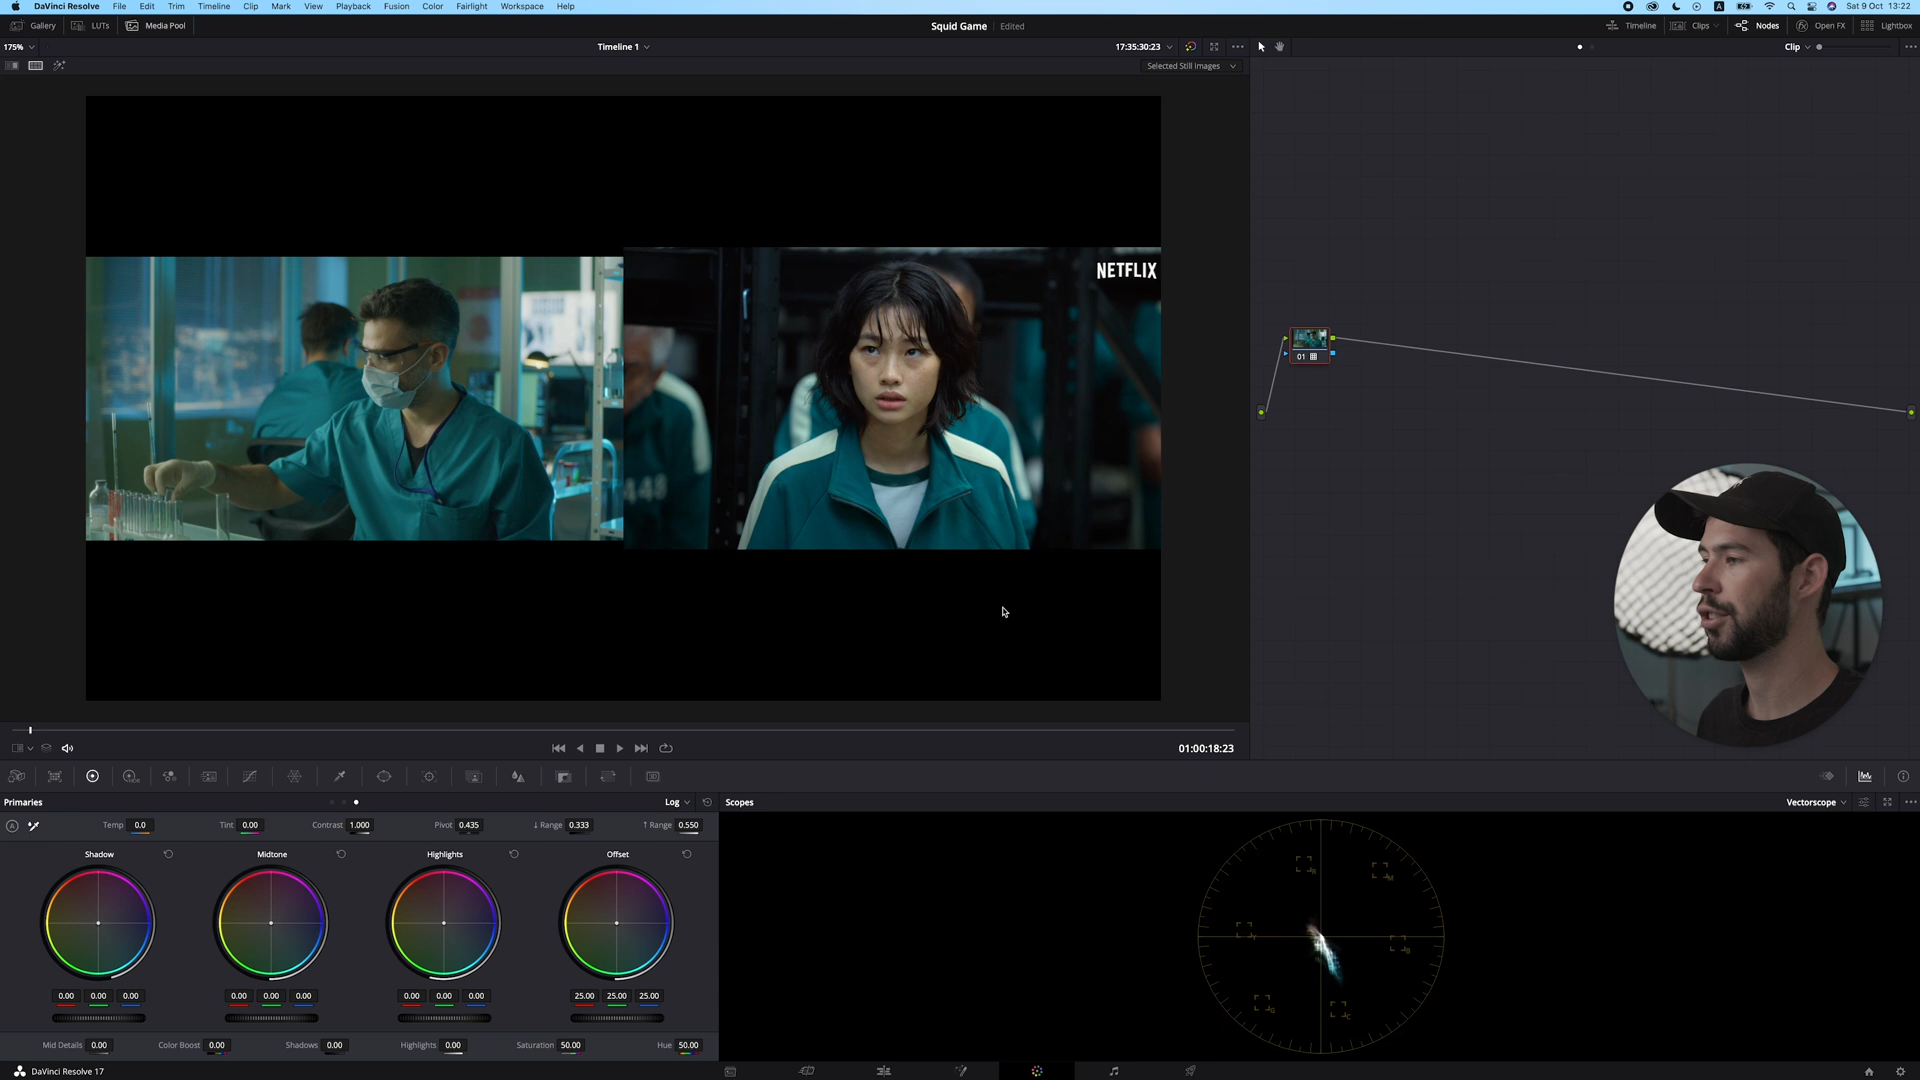 DaVinci Resolve File Edit Trim Timeline Clip Mark View Playback Fusion Color Fairlight Workspace Help
A
Sat 9 Oct 13:22
Gallery LUTs Media Pool
Squid Game Edited
Timeline Clips Nodes Open FX Lightbox
175%
Timeline 1
17:35:30:23
Clip
Selected Still Images
NETFLIX
448
01
01:00:18:23
Primaries
Log
Scopes
Vectorscope
A
Temp 0.0 Tint 0.00 Contrast 1.000 Pivot 0.435 ↓ Range 0.333 ↑ Range 0.550
Shadow Midtone Highlights Offset
R M
Y B
G C
0.00 0.00 0.00 0.00 0.00 0.00 0.00 0.00 0.00 25.00 25.00 25.00
Mid Details 0.00 Color Boost 0.00 Shadows 0.00 Highlights 0.00 Saturation 50.00 Hue 50.00
DaVinci Resolve 17
3D